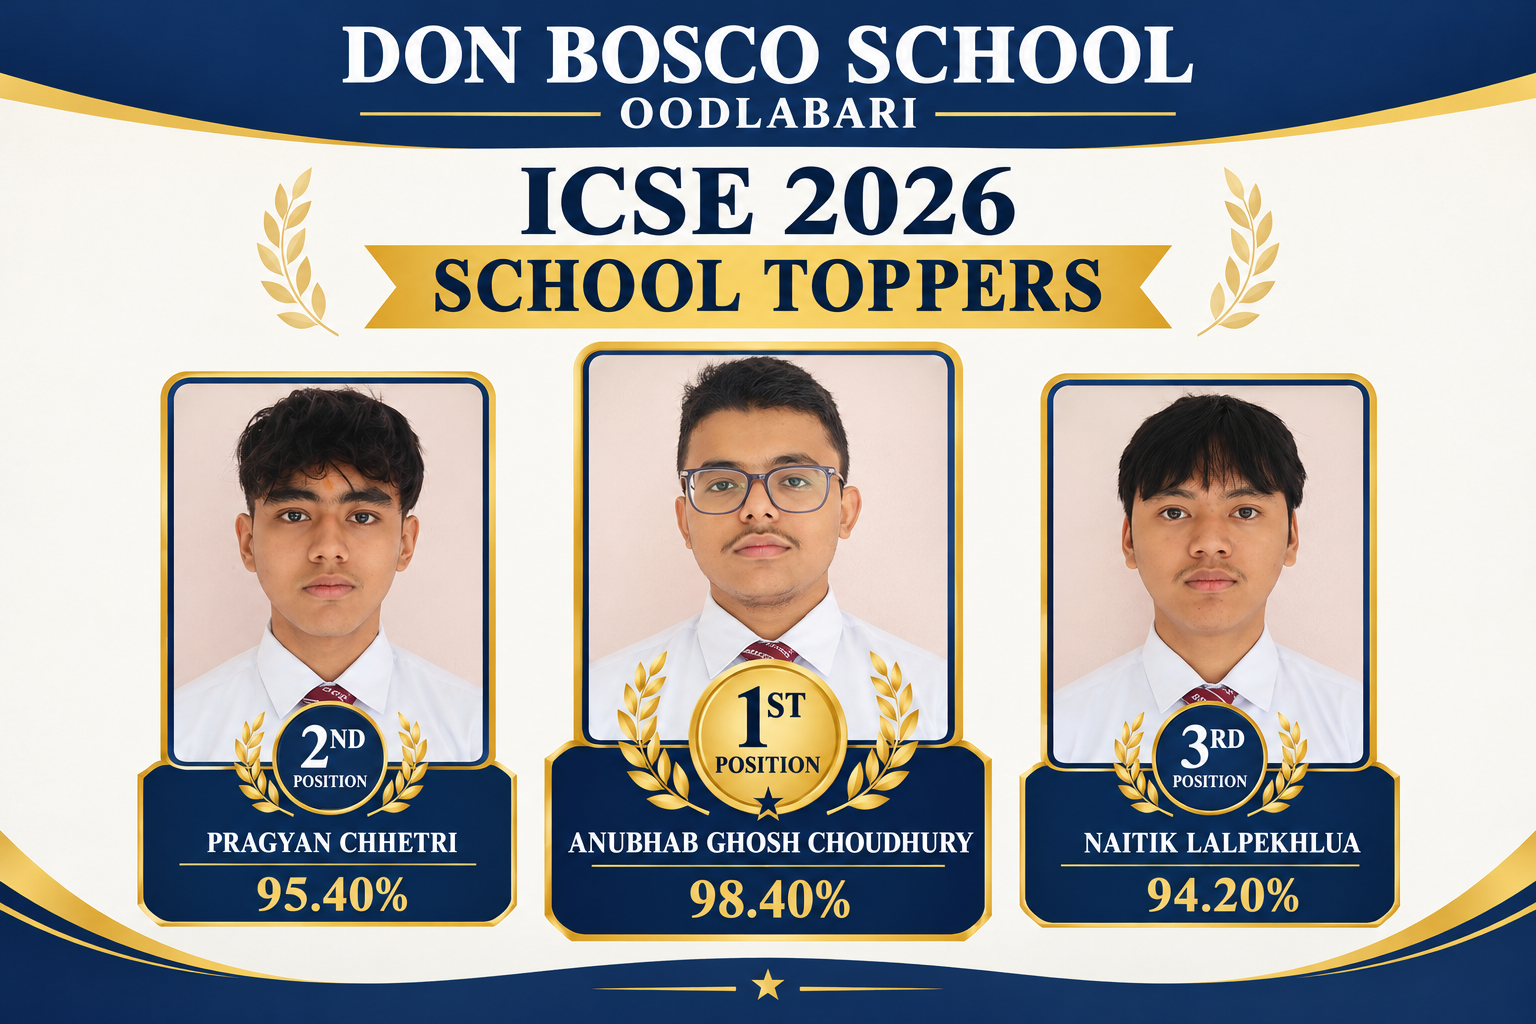 DON BOSCO SCHOOL
OODLABARI
ICSE 2026
SCHOOL TOPPERS
2ND
POSITION
PRAGYAN CHHETRI
95.40%
1ST
POSITION
ANUBHAB GHOSH CHOUDHURY
98.40%
3RD
POSITION
NAITIK LALPEKHLUA
94.20%